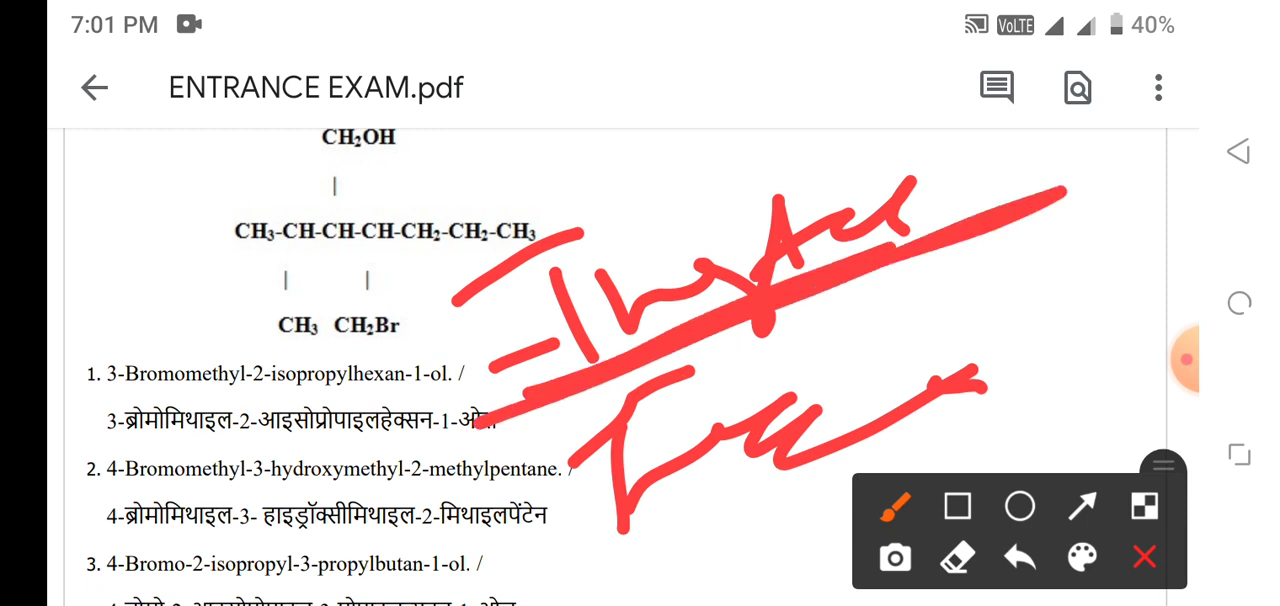 7:01 PM VoLTE 40%
ENTRANCE EXAM.pdf
CH₂OH
|
CH₃-CH-CH-CH-CH₂-CH₂-CH₃
| |
CH₃ CH₂Br
1. 3-Bromomethyl-2-isopropylhexan-1-ol. /
3-ब्रोमोमिथाइल-2-आइसोप्रोपाइलहेक्सन-1-
2. 4-Bromomethyl-3-hydroxymethyl-2-methylpentane. /
4-ब्रोमोमिथाइल-3- हाइड्रॉक्सीमिथाइल-2-मिथाइलपेंटेन
3. 4-Bromo-2-isopropyl-3-propylbutan-1-ol. /